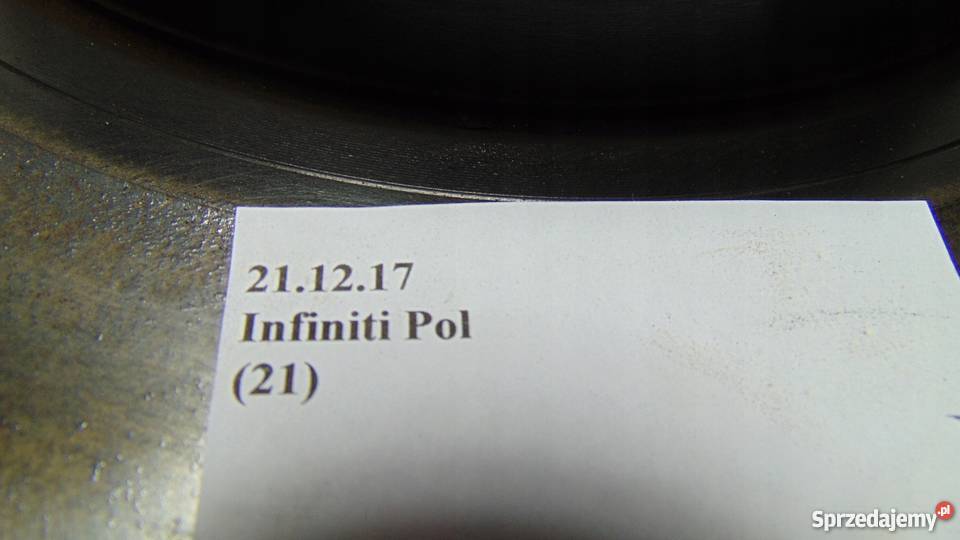 21.12.17
Infiniti Pol
(21)
Sprzedajemy.pl